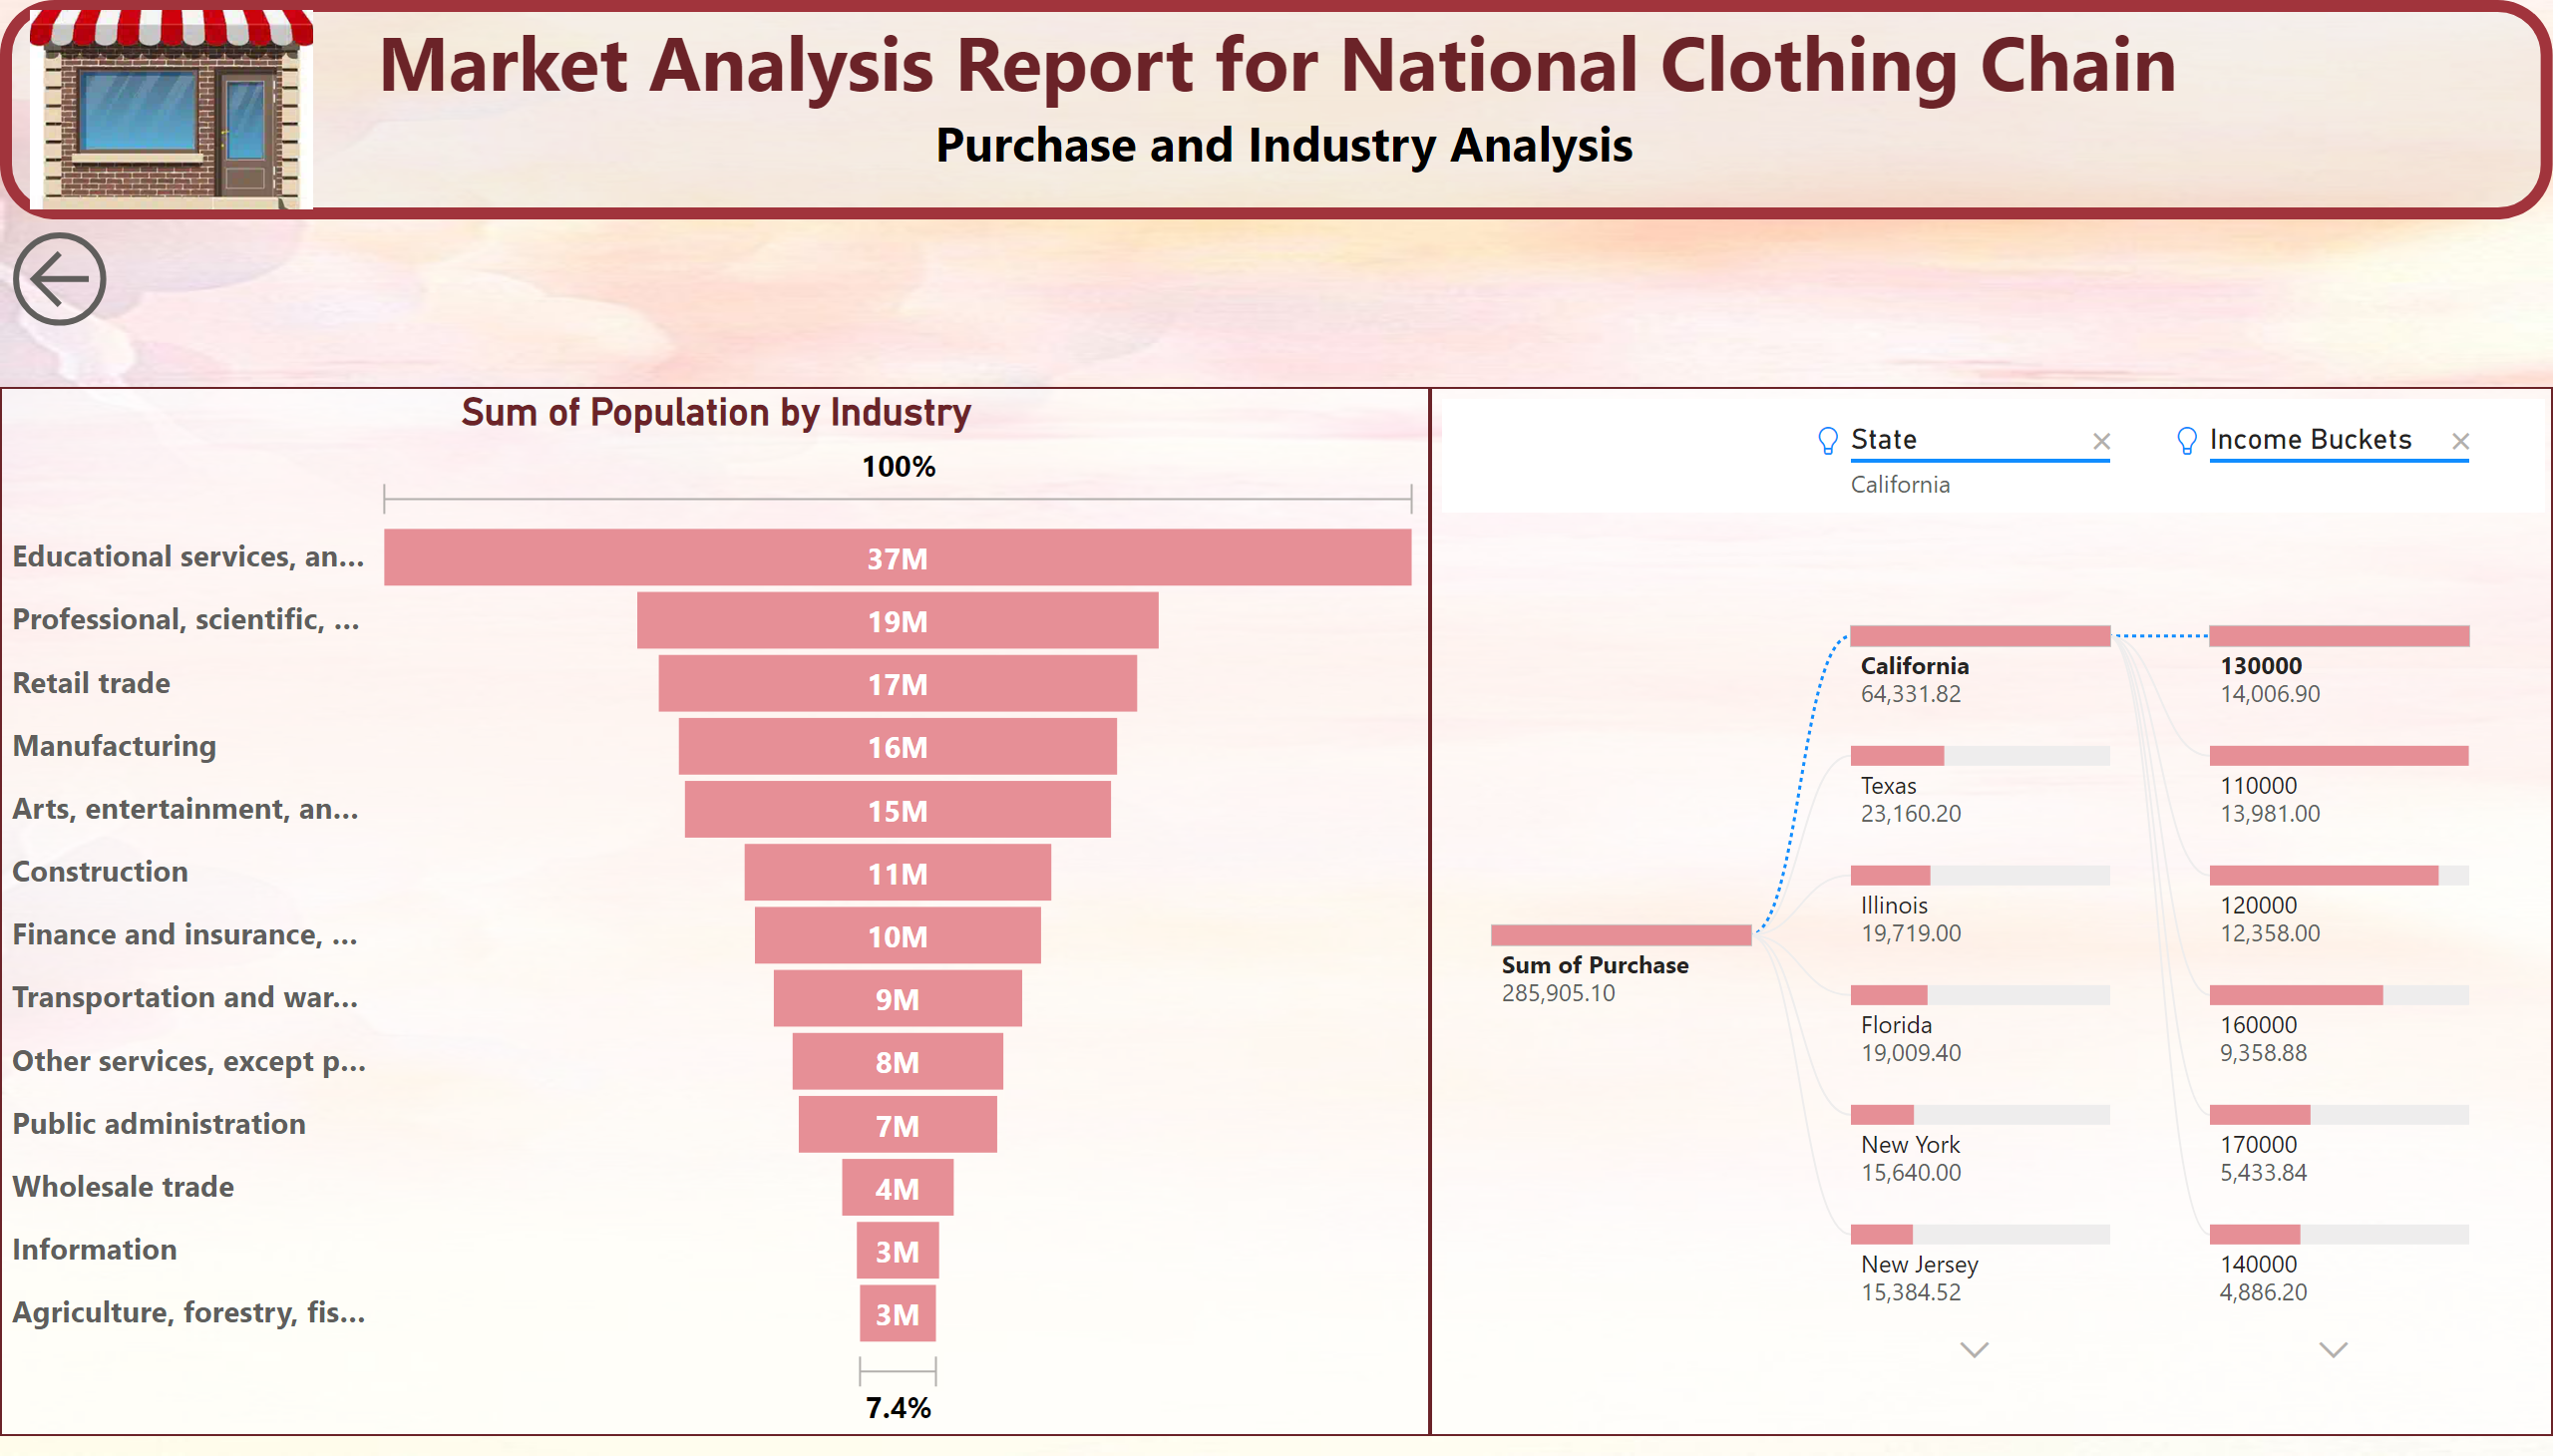 Market Analysis Report for National Clothing Chain
Purchase and Industry Analysis
Sum of Population by Industry
100%
Educational services, an... 37M
Professional, scientific, ... 19M
Retail trade 17M
Manufacturing 16M
Arts, entertainment, an... 15M
Construction 11M
Finance and insurance, ... 10M
Transportation and war... 9M
Other services, except p... 8M
Public administration 7M
Wholesale trade 4M
Information 3M
Agriculture, forestry, fis... 3M
7.4%
State
California
Income Buckets
Sum of Purchase
285,905.10
California
64,331.82
Texas
23,160.20
Illinois
19,719.00
Florida
19,009.40
New York
15,640.00
New Jersey
15,384.52
130000
14,006.90
110000
13,981.00
120000
12,358.00
160000
9,358.88
170000
5,433.84
140000
4,886.20